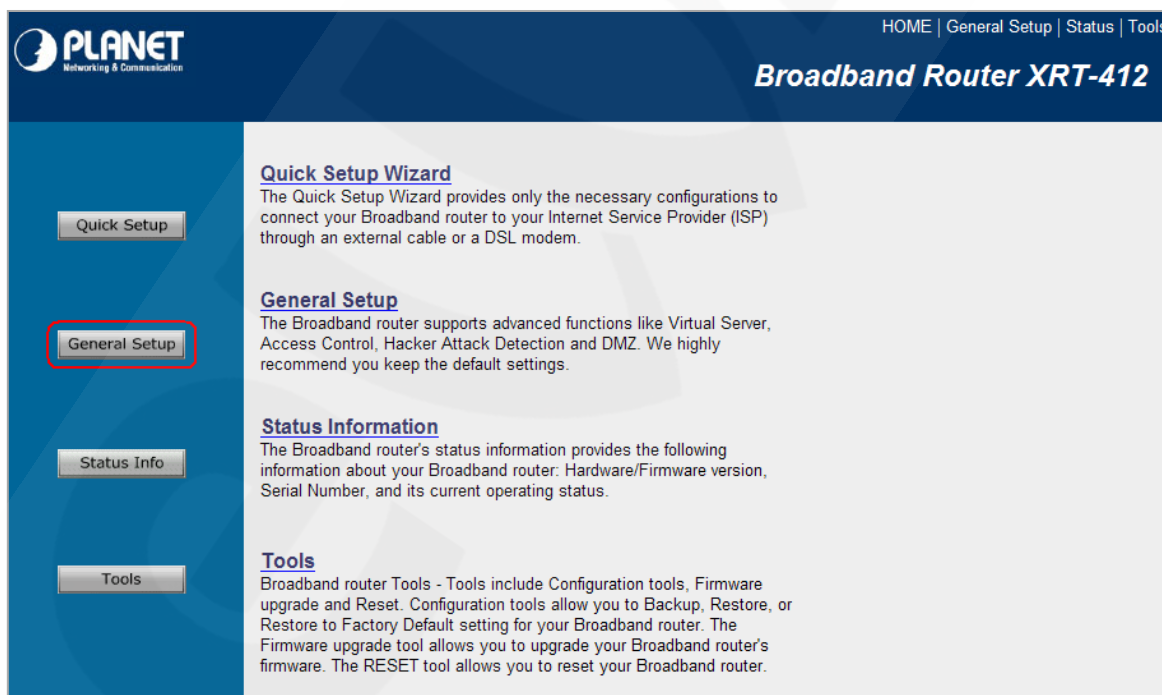 PLANET
Networking & Communication
HOME | General Setup | Status | Tools
Broadband Router XRT-412
Quick Setup
General Setup
Status Info
Tools
Quick Setup Wizard
The Quick Setup Wizard provides only the necessary configurations to
connect your Broadband router to your Internet Service Provider (ISP)
through an external cable or a DSL modem.
General Setup
The Broadband router supports advanced functions like Virtual Server,
Access Control, Hacker Attack Detection and DMZ. We highly
recommend you keep the default settings.
Status Information
The Broadband router's status information provides the following
information about your Broadband router: Hardware/Firmware version,
Serial Number, and its current operating status.
Tools
Broadband router Tools - Tools include Configuration tools, Firmware
upgrade and Reset. Configuration tools allow you to Backup, Restore, or
Restore to Factory Default setting for your Broadband router. The
Firmware upgrade tool allows you to upgrade your Broadband router's
firmware. The RESET tool allows you to reset your Broadband router.